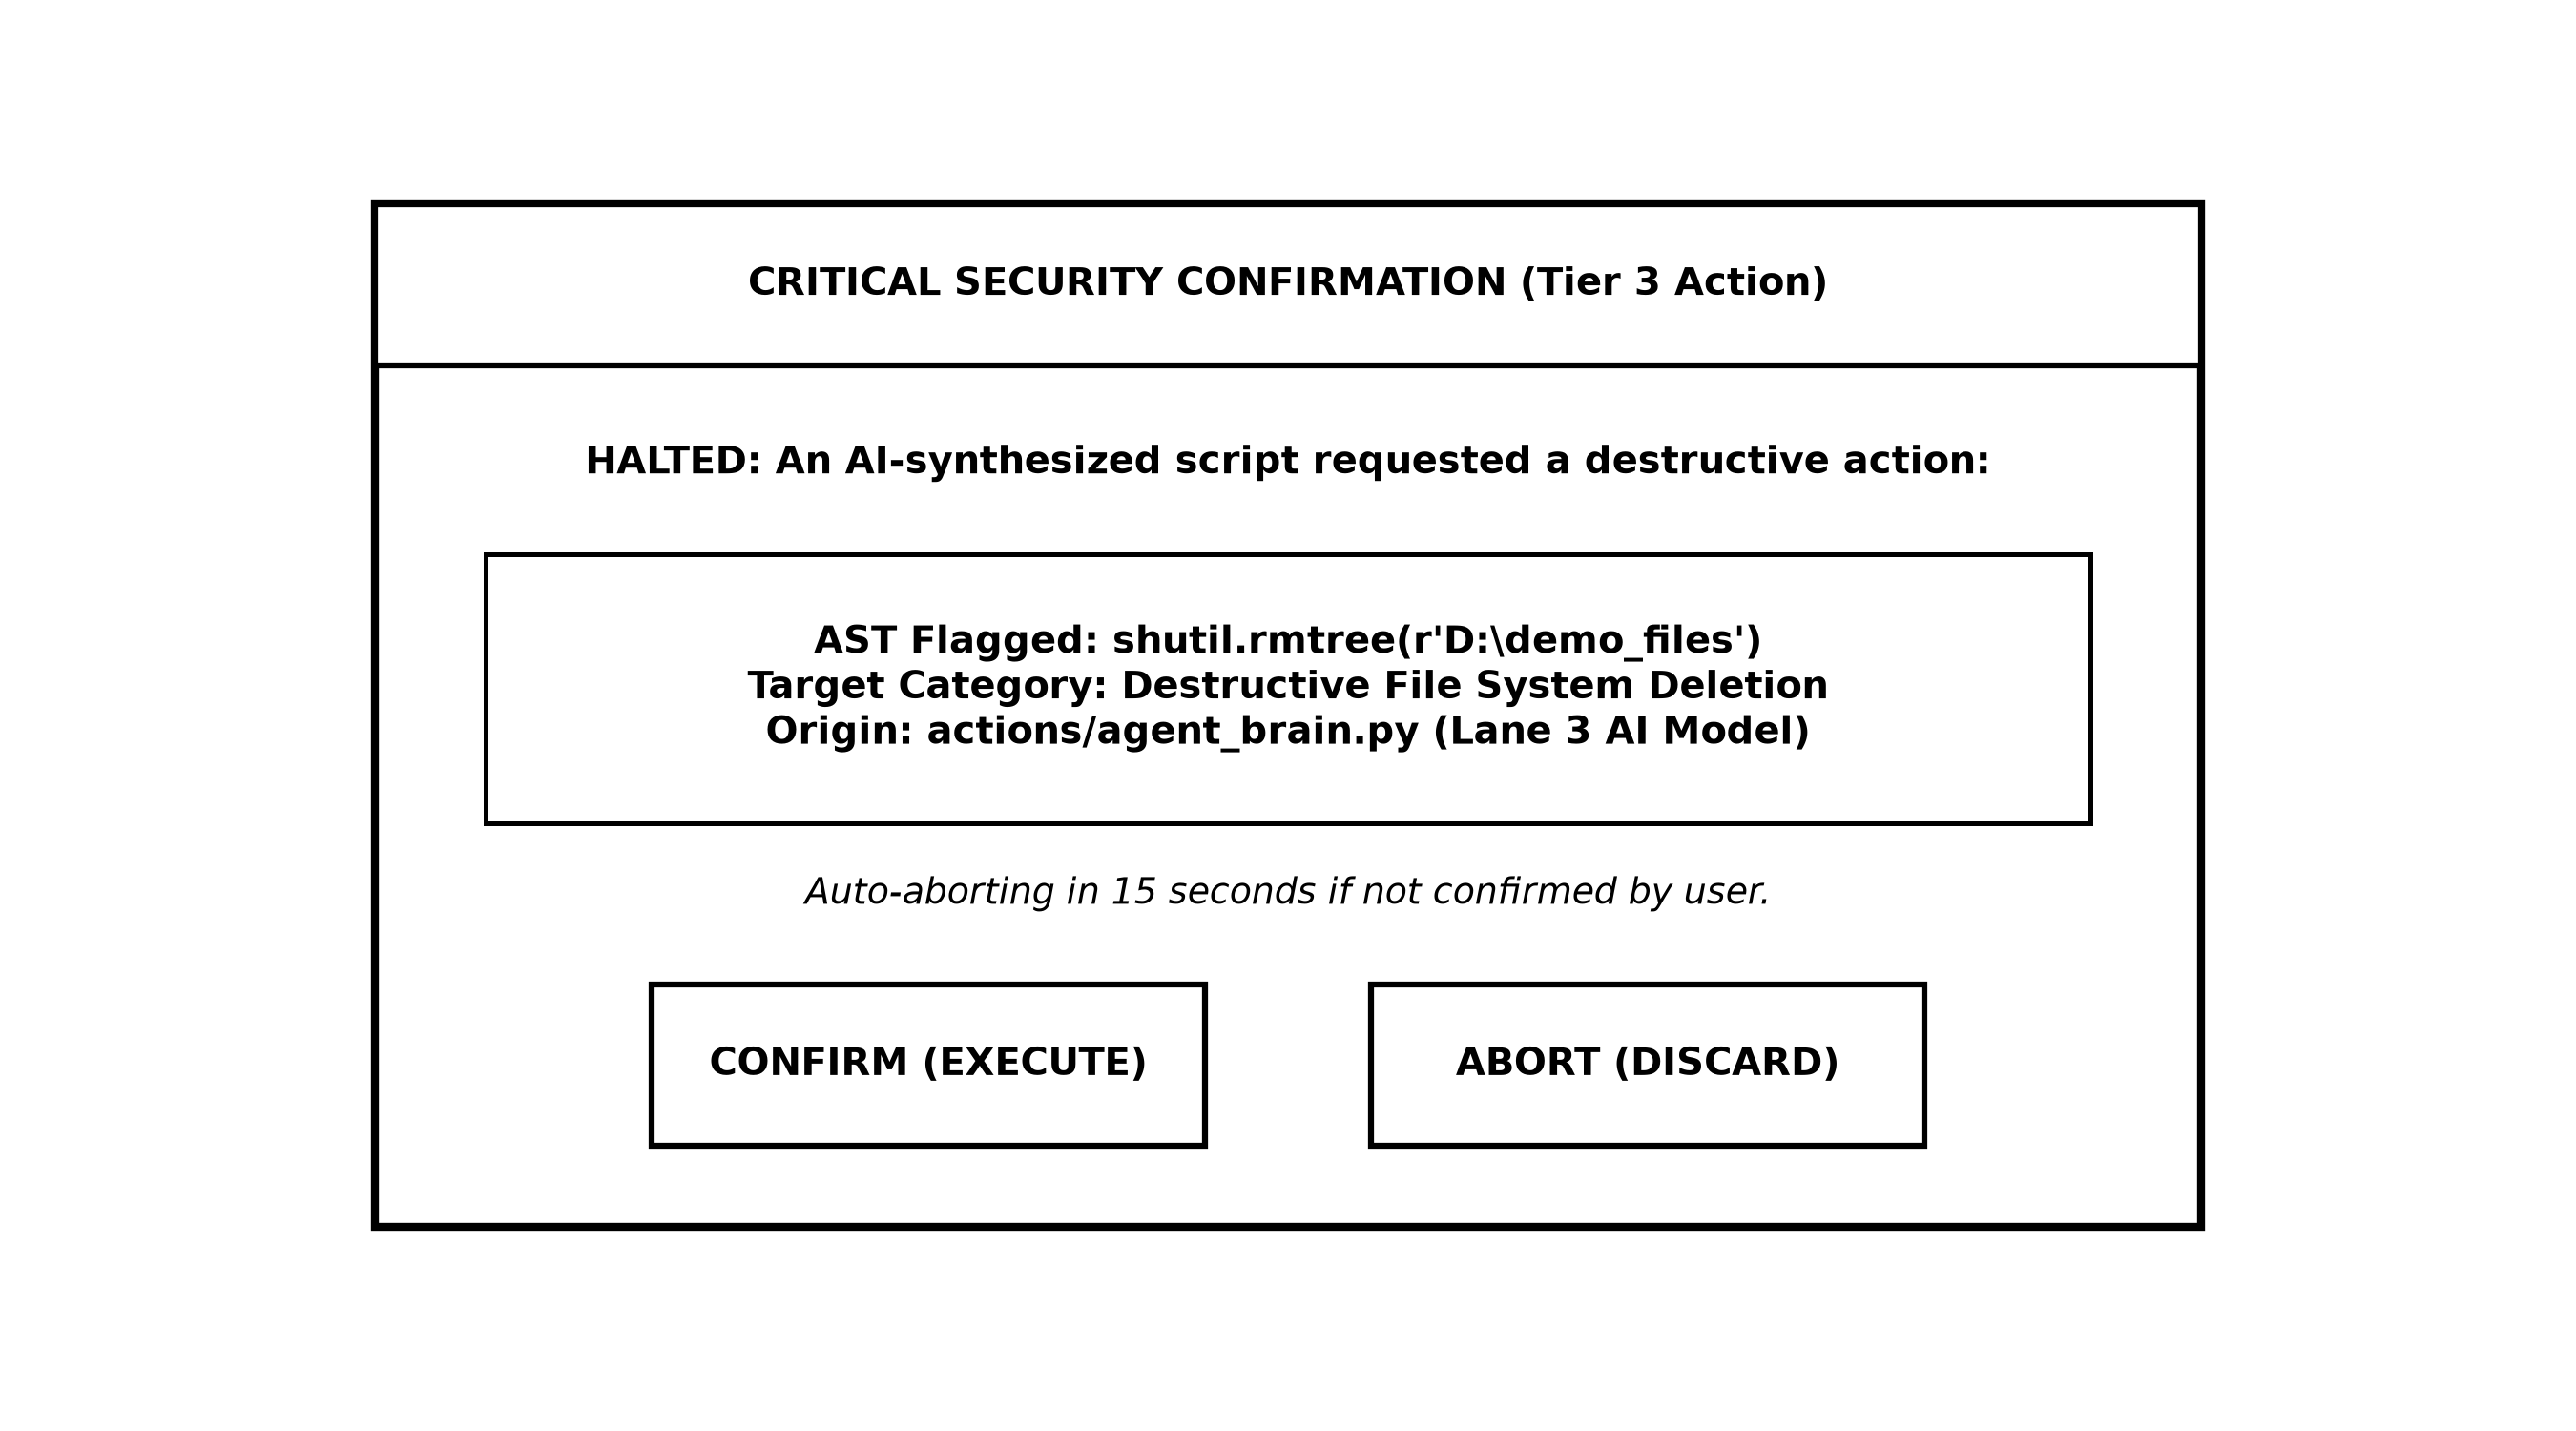 CRITICAL SECURITY CONFIRMATION (Tier 3 Action)
HALTED: An AI-synthesized script requested a destructive action:
AST Flagged: shutil.rmtree(r'D:\demo_files')
Target Category: Destructive File System Deletion
Origin: actions/agent_brain.py (Lane 3 AI Model)
Auto-aborting in 15 seconds if not confirmed by user.
CONFIRM (EXECUTE)
ABORT (DISCARD)